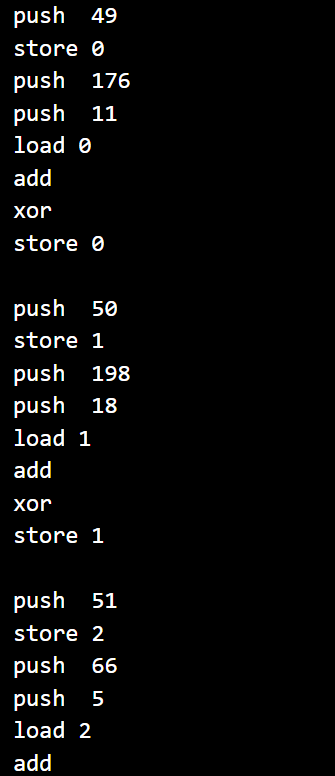 push  49
store 0
push  176
push  11
load 0
add
xor
store 0

push  50
store 1
push  198
push  18
load 1
add
xor
store 1

push  51
store 2
push  66
push  5
load 2
add